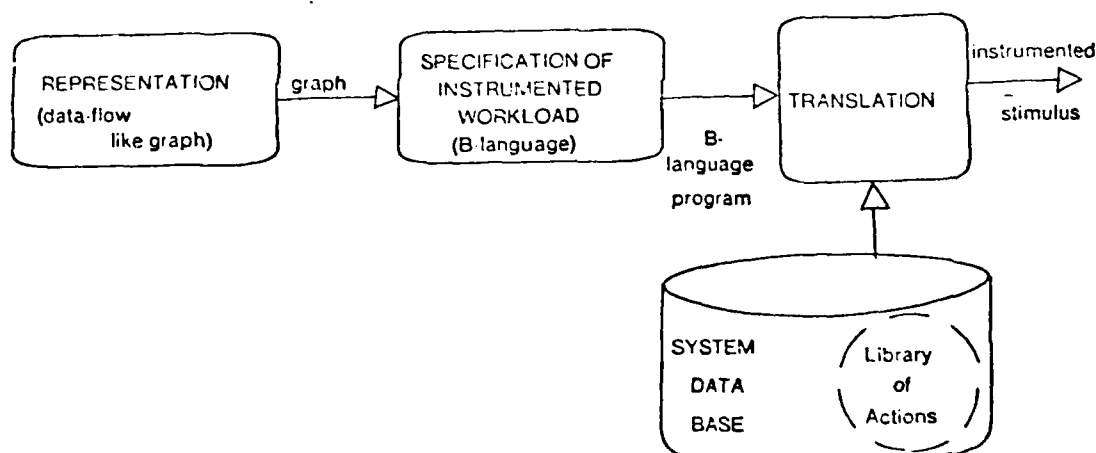 REPRESENTATION
(data-flow
like graph)
graph
SPECIFICATION OF
INSTRUMENTED
WORKLOAD
(B-language)
B-
language
program
TRANSLATION
instrumented
stimulus
SYSTEM
DATA
BASE
Library
of
Actions